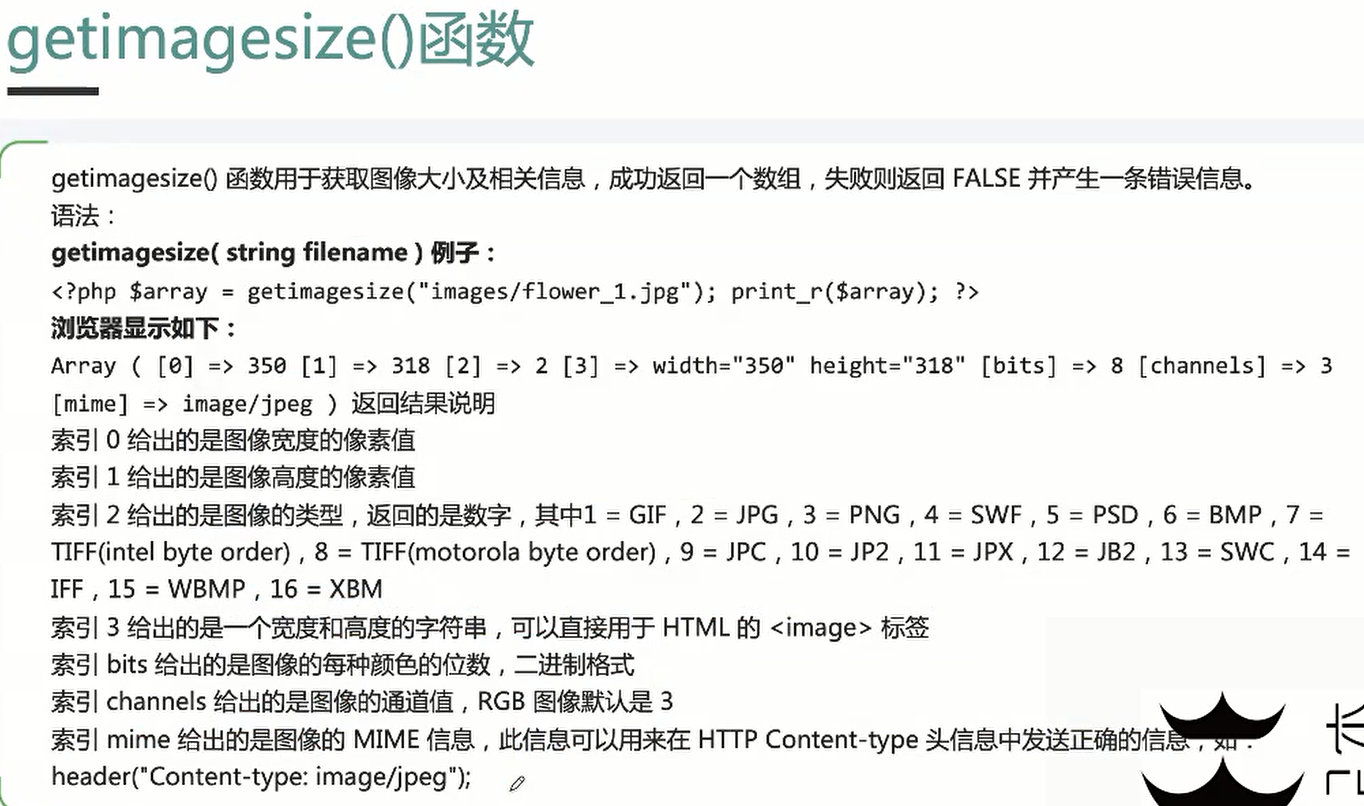 getimagesize()函数
getimagesize() 函数用于获取图像大小及相关信息，成功返回一个数组，失败则返回 FALSE 并产生一条错误信息。
语法：
getimagesize( string filename ) 例子：
<?php $array = getimagesize("images/flower_1.jpg"); print_r($array); ?>
浏览器显示如下：
Array ( [0] => 350 [1] => 318 [2] => 2 [3] => width="350" height="318" [bits] => 8 [channels] => 3
[mime] => image/jpeg ) 返回结果说明
索引 0 给出的是图像宽度的像素值
索引 1 给出的是图像高度的像素值
索引 2 给出的是图像的类型，返回的是数字，其中1 = GIF，2 = JPG，3 = PNG，4 = SWF，5 = PSD，6 = BMP，7 =
TIFF(intel byte order)，8 = TIFF(motorola byte order)，9 = JPC，10 = JP2，11 = JPX，12 = JB2，13 = SWC，14 =
IFF，15 = WBMP，16 = XBM
索引 3 给出的是一个宽度和高度的字符串，可以直接用于 HTML 的 <image> 标签
索引 bits 给出的是图像的每种颜色的位数，二进制格式
索引 channels 给出的是图像的通道值，RGB 图像默认是 3
索引 mime 给出的是图像的 MIME 信息，此信息可以用来在 HTTP Content-type 头信息中发送正确的信息，如：
header("Content-type: image/jpeg");
长